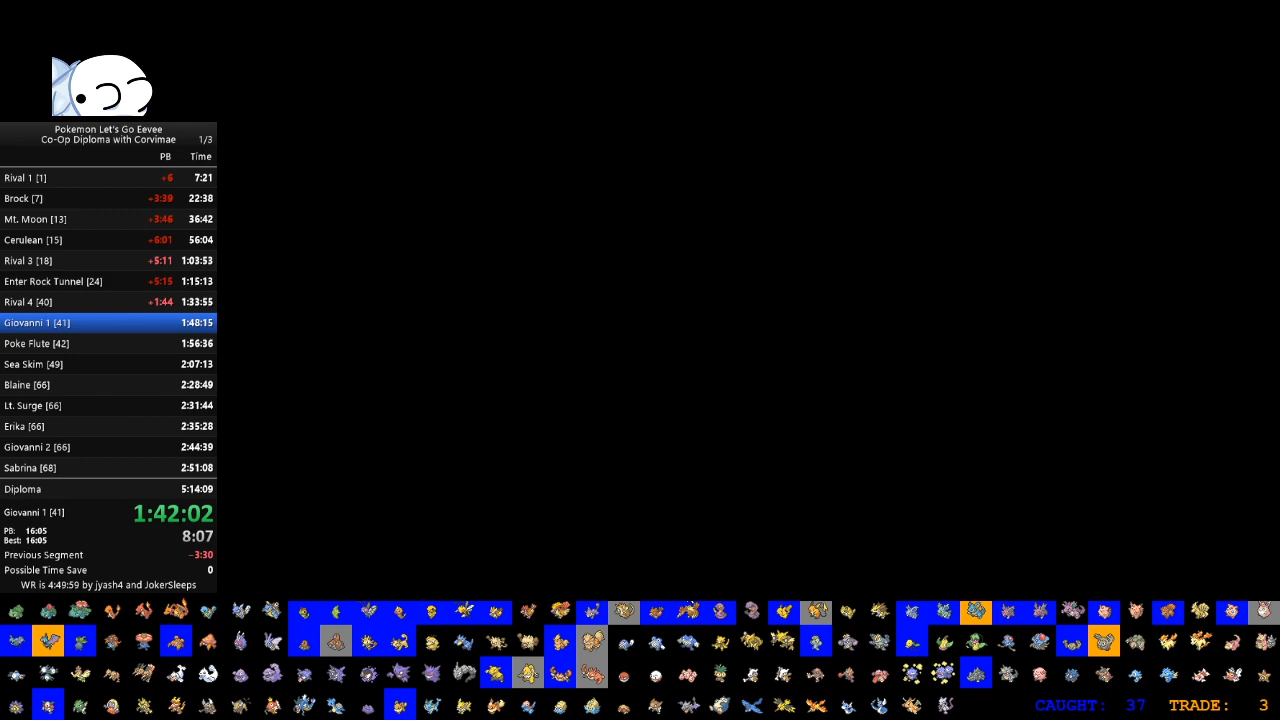 Pokemon Let's Go Eevee
Co-Op Diploma with Corvimae 1/3
PB Time
Rival 1 [1] +6 7:21
Brock [7] +3:39 22:38
Mt. Moon [13] +3:46 36:42
Cerulean [15] +6:01 56:04
Rival 3 [18] +5:11 1:03:53
Enter Rock Tunnel [24] +5:15 1:15:13
Rival 4 [40] +1:44 1:33:55
Giovanni 1 [41] 1:48:15
Poke Flute [42] 1:56:36
Sea Skim [49] 2:07:13
Blaine [66] 2:28:49
Lt. Surge [66] 2:31:44
Erika [66] 2:35:28
Giovanni 2 [66] 2:44:39
Sabrina [68] 2:51:08
Diploma 5:14:09
Giovanni 1 [41] 1:42:02
PB: 16:05
Best: 16:05 8:07
Previous Segment −3:30
Possible Time Save 0
WR is 4:49:59 by jyash4 and JokerSleeps
CAUGHT: 37 TRADE: 3